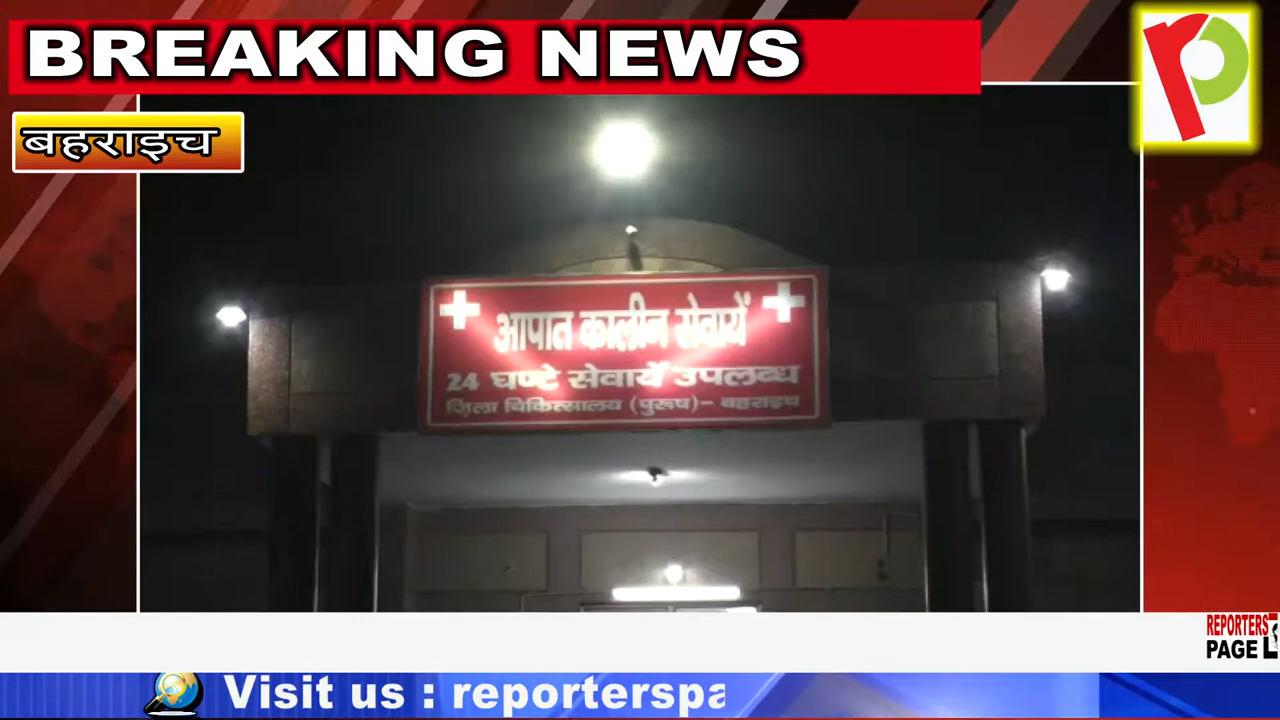 BREAKING NEWS
बहराइच
आपात कालीन सेवायें
24 घण्टे सेवायें उपलब्ध
ज़िला चिकित्सालय (पुरूष)- बहराइच
REPORTERS
PAGE
Visit us : reporterspa